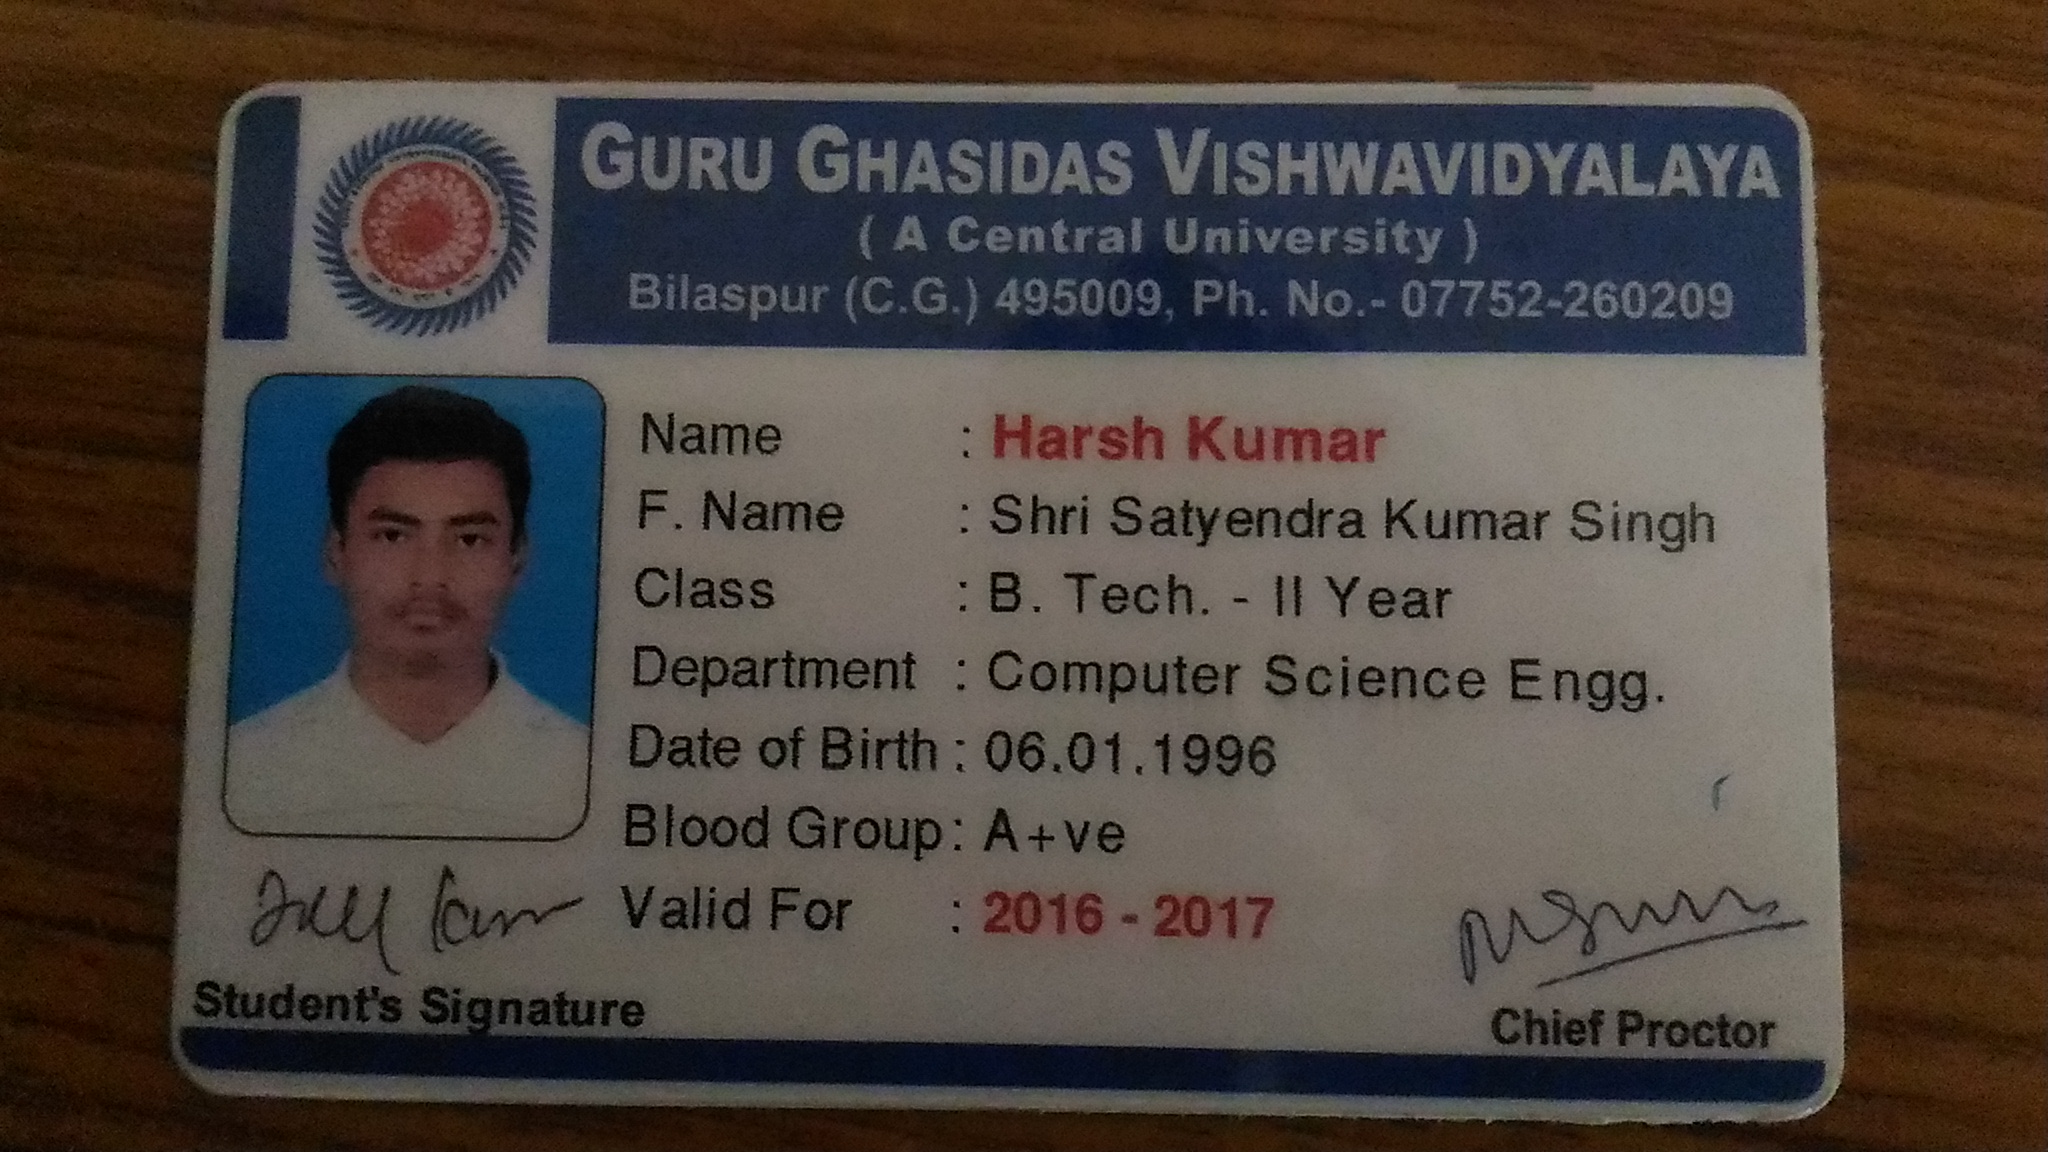 GURU GHASIDAS VISHWAVIDYALAYA
( A Central University )
Bilaspur (C.G.) 495009, Ph. No.- 07752-260209
Name : Harsh Kumar
F. Name : Shri Satyendra Kumar Singh
Class : B. Tech. - II Year
Department : Computer Science Engg.
Date of Birth : 06.01.1996
Blood Group : A+ve
Valid For : 2016 - 2017
Student's Signature
Chief Proctor